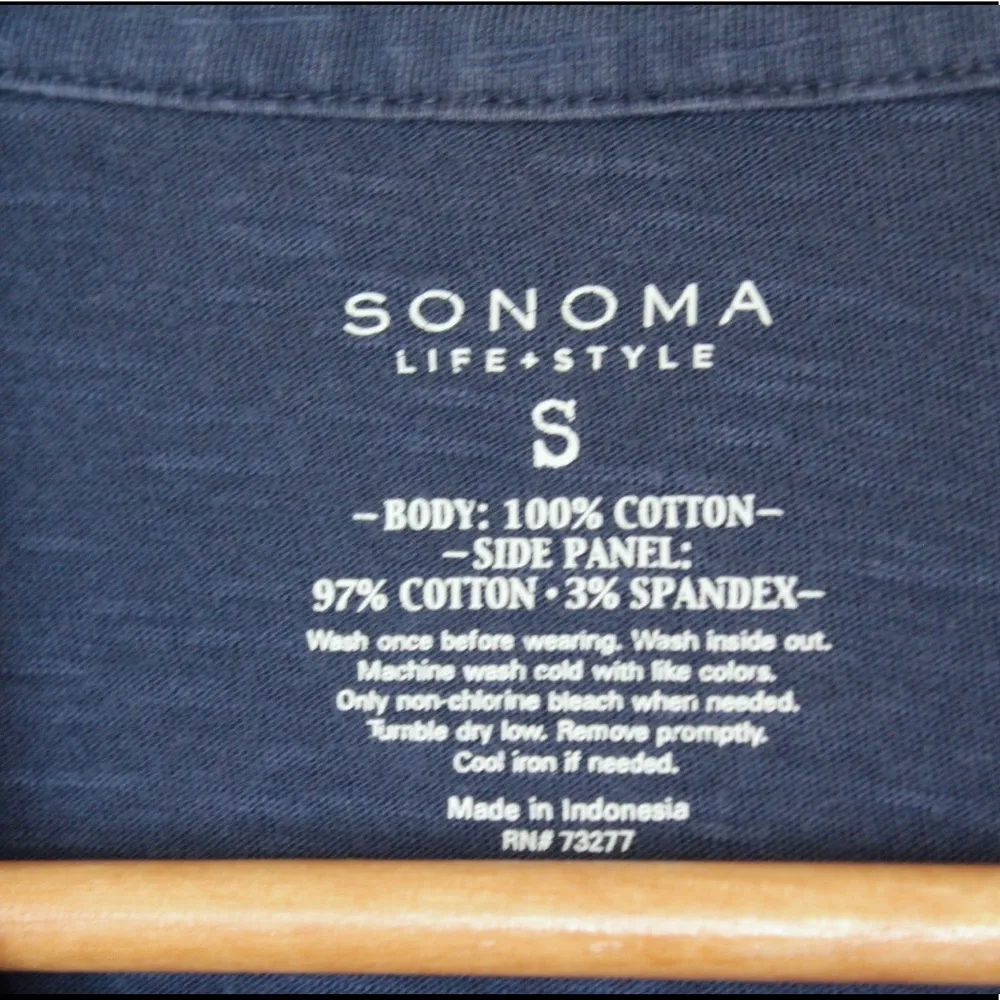 SONOMA
LIFE+STYLE
S
–BODY: 100% COTTON–
–SIDE PANEL:
97% COTTON • 3% SPANDEX–
Wash once before wearing. Wash inside out.
Machine wash cold with like colors.
Only non-chlorine bleach when needed.
Tumble dry low. Remove promptly.
Cool iron if needed.
Made in Indonesia
RN# 73277